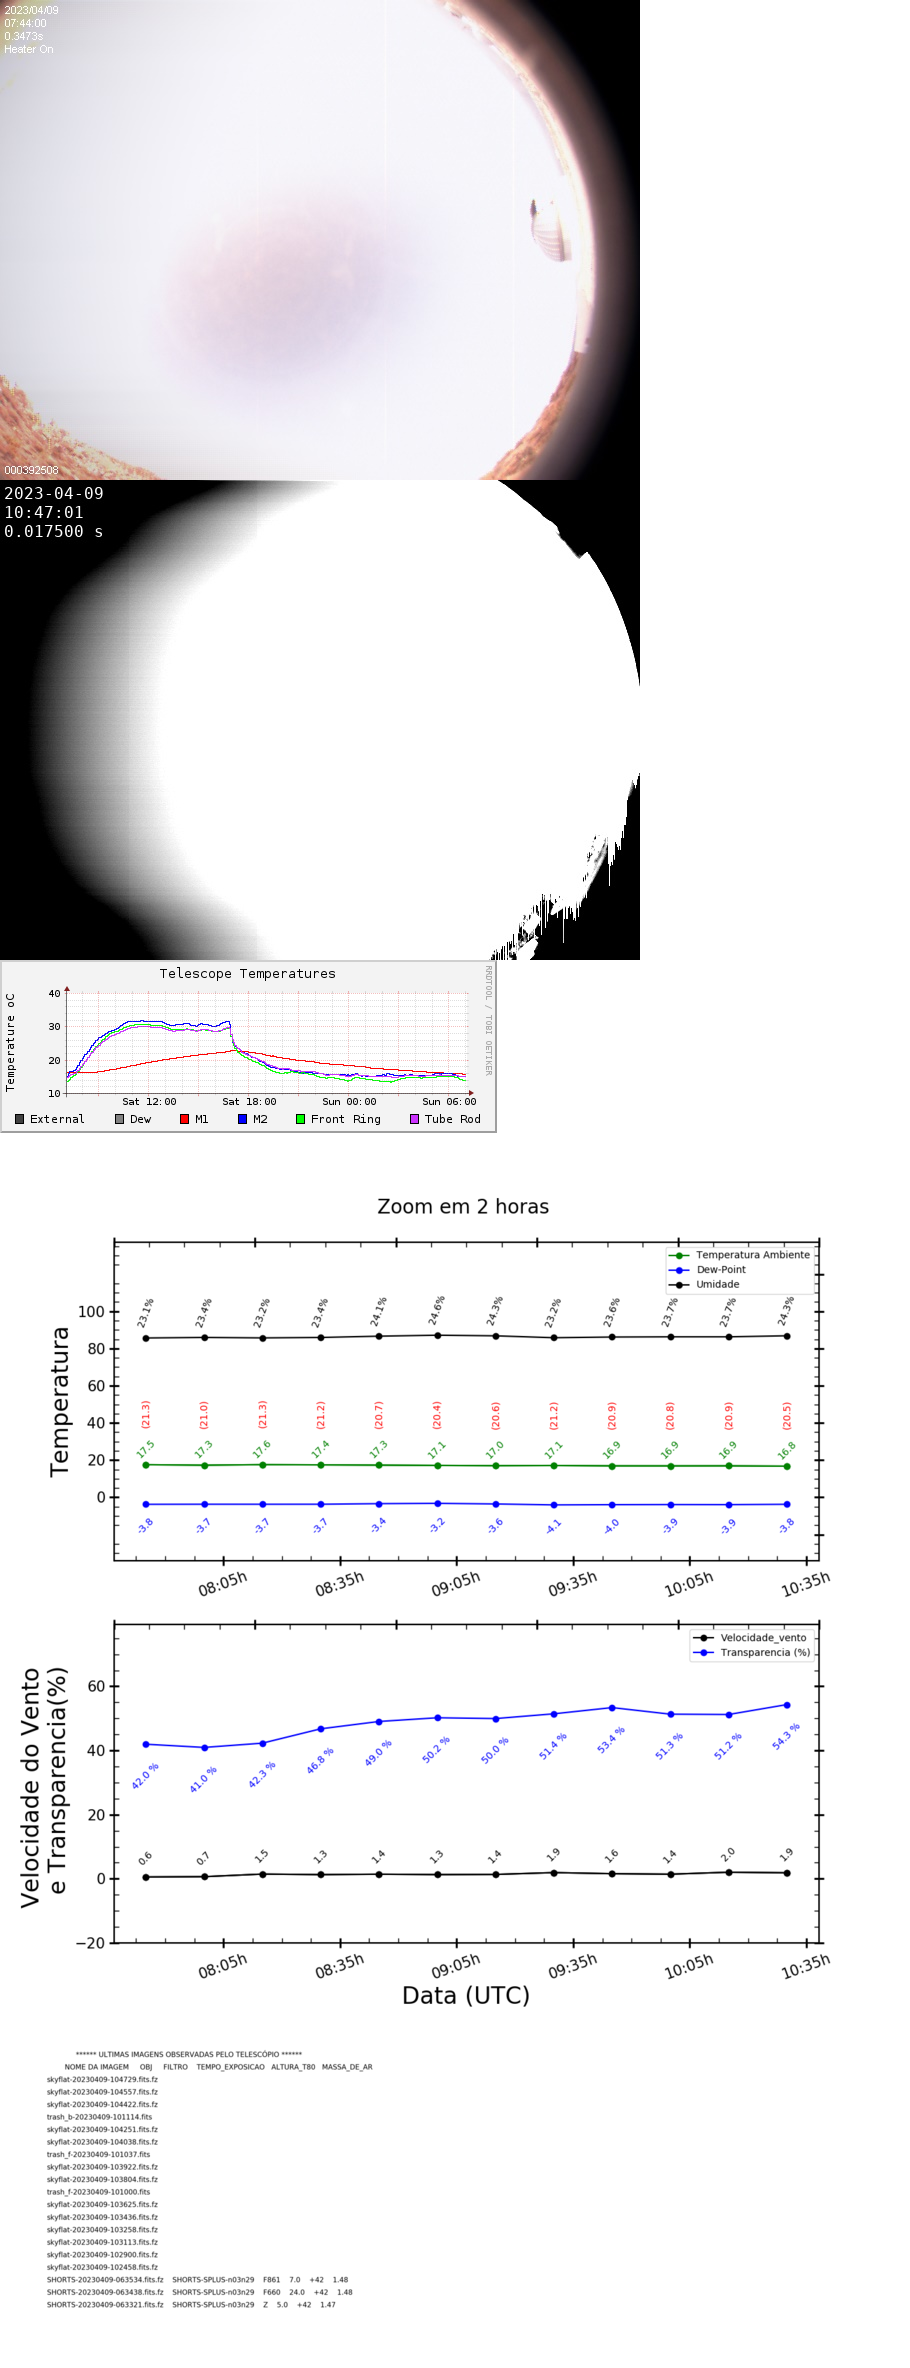 2023/04/09
07:44:00
0.3473s
Heater On
000392508
2023-04-09
10:47:01
0.017500 s
Telescope Temperatures
RRDTOOL / TOBI OETIKER
Temperature oC
40
30
20
10
Sat 12:00 Sat 18:00 Sun 00:00 Sun 06:00
External Dew M1 M2 Front Ring Tube Rod
Zoom em 2 horas
Temperatura Ambiente
Dew-Point
Umidade
Temperatura
100
80
60
40
20
0
23.1% 23.4% 23.2% 23.4% 24.1% 24.6% 24.3% 23.2% 23.6% 23.7% 23.7% 24.3%
(21.3) (21.0) (21.3) (21.2) (20.7) (20.4) (20.6) (21.2) (20.9) (20.8) (20.9) (20.5)
17.5 17.3 17.6 17.4 17.3 17.1 17.0 17.1 16.9 16.9 16.9 16.8
-3.8 -3.7 -3.7 -3.7 -3.4 -3.2 -3.6 -4.1 -4.0 -3.9 -3.9 -3.8
08:05h 08:35h 09:05h 09:35h 10:05h 10:35h
Velocidade_vento
Transparencia (%)
Velocidade do Vento
e Transparencia(%)
60
40
20
0
−20
42.0 % 41.0 % 42.3 % 46.8 % 49.0 % 50.2 % 50.0 % 51.4 % 53.4 % 51.3 % 51.2 % 54.3 %
0.6 0.7 1.5 1.3 1.4 1.3 1.4 1.9 1.6 1.4 2.0 1.9
08:05h 08:35h 09:05h 09:35h 10:05h 10:35h
Data (UTC)
****** ULTIMAS IMAGENS OBSERVADAS PELO TELESCÓPIO ******
NOME DA IMAGEM OBJ FILTRO TEMPO_EXPOSICAO ALTURA_T80 MASSA_DE_AR
skyflat-20230409-104729.fits.fz
skyflat-20230409-104557.fits.fz
skyflat-20230409-104422.fits.fz
trash_b-20230409-101114.fits
skyflat-20230409-104251.fits.fz
skyflat-20230409-104038.fits.fz
trash_f-20230409-101037.fits
skyflat-20230409-103922.fits.fz
skyflat-20230409-103804.fits.fz
trash_f-20230409-101000.fits
skyflat-20230409-103625.fits.fz
skyflat-20230409-103436.fits.fz
skyflat-20230409-103258.fits.fz
skyflat-20230409-103113.fits.fz
skyflat-20230409-102900.fits.fz
skyflat-20230409-102458.fits.fz
SHORTS-20230409-063534.fits.fz SHORTS-SPLUS-n03n29 F861 7.0 +42 1.48
SHORTS-20230409-063438.fits.fz SHORTS-SPLUS-n03n29 F660 24.0 +42 1.48
SHORTS-20230409-063321.fits.fz SHORTS-SPLUS-n03n29 Z 5.0 +42 1.47